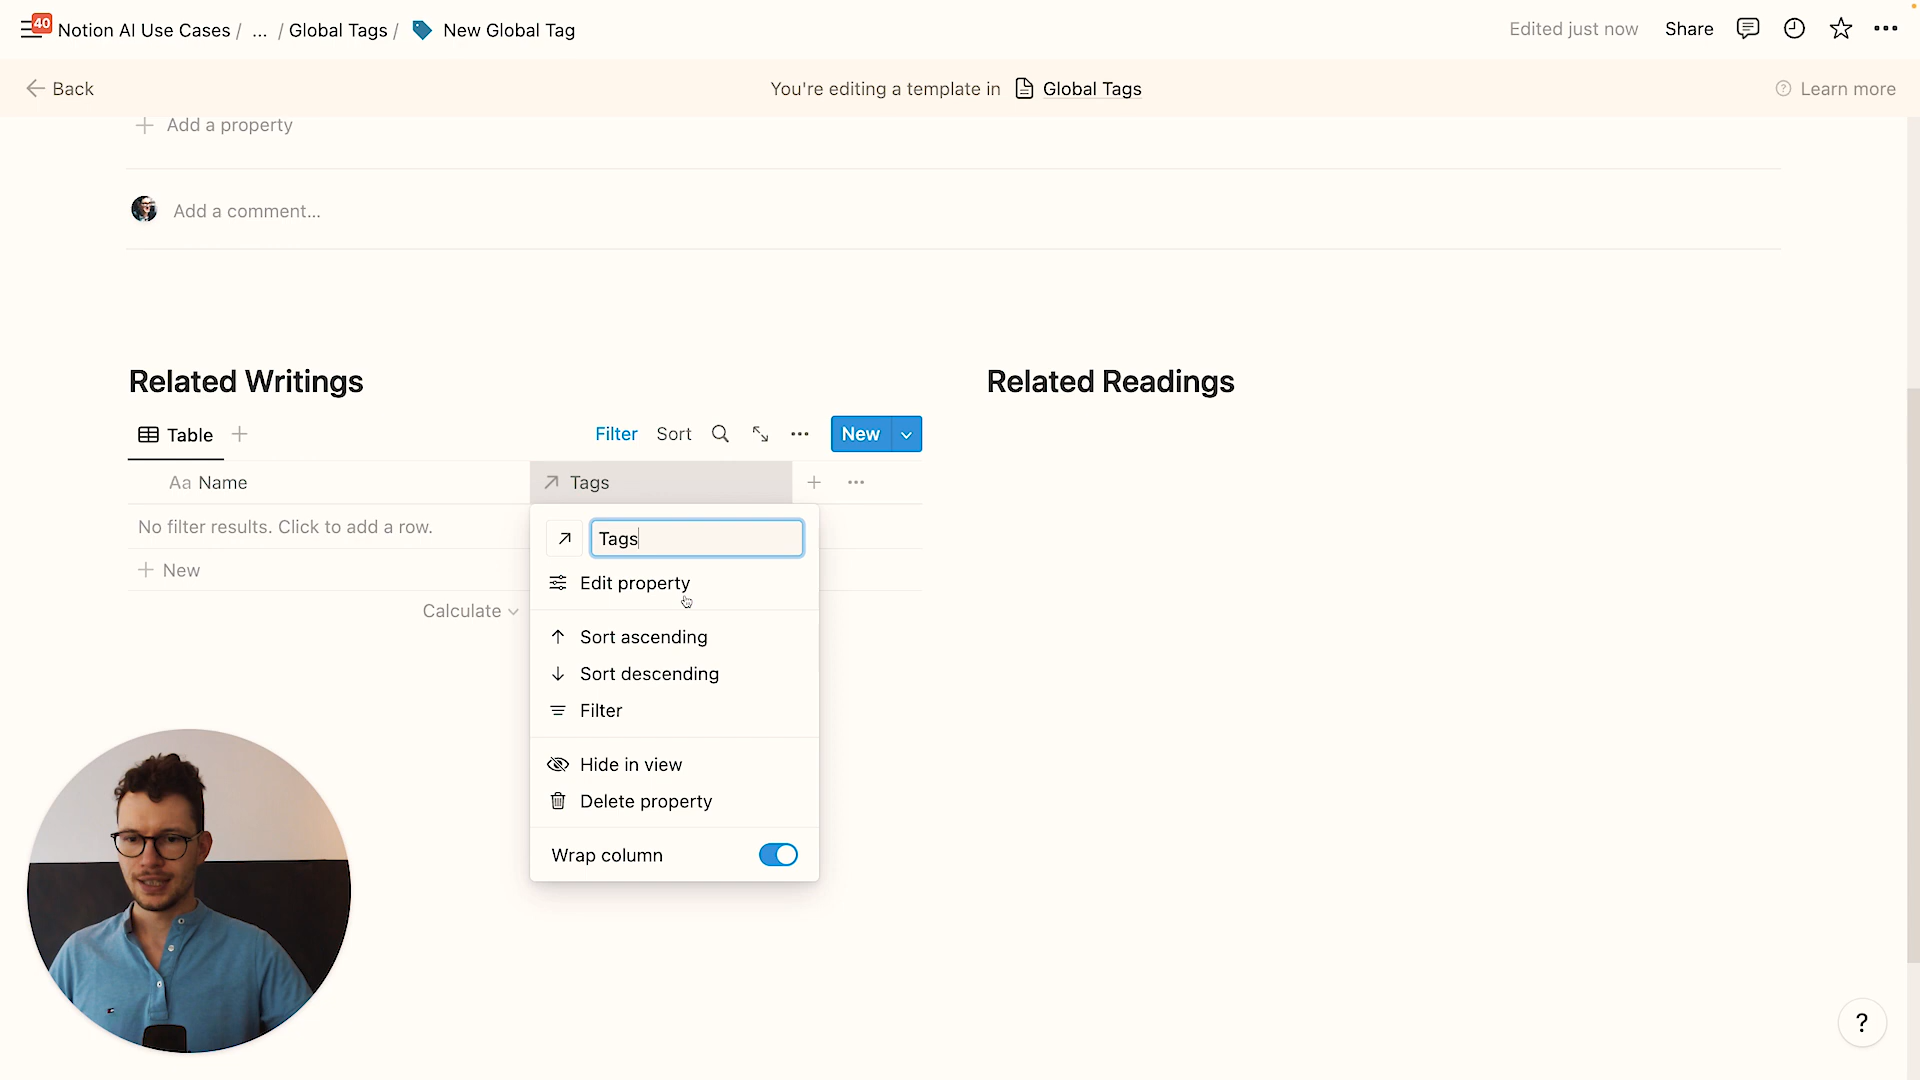 40
Notion AI Use Cases / ... / Global Tags / New Global Tag
Edited just now Share
Back
You're editing a template in Global Tags
? Learn more
Add a property
Add a comment...
Related Writings
Related Readings
Table
Filter Sort New
Aa Name
Tags
No filter results. Click to add a row.
New
Calculate
Tags
Edit property
Sort ascending
Sort descending
Filter
Hide in view
Delete property
Wrap column
?